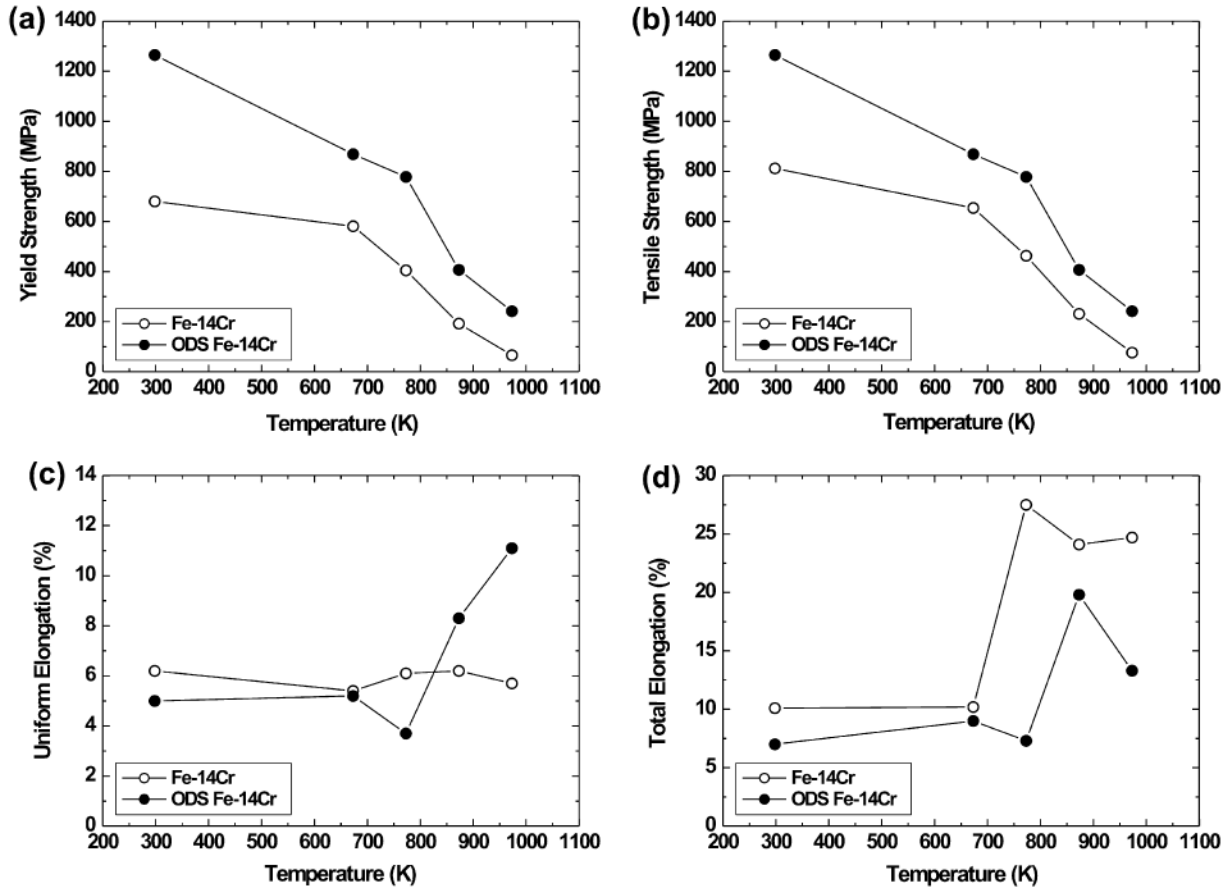 (a)
Yield Strength (MPa)
1400
1200
1000
800
600
400
200
0
Fe-14Cr
ODS Fe-14Cr
200 300 400 500 600 700 800 900 1000 1100
Temperature (K)
(b)
Tensile Strength (MPa)
1400
1200
1000
800
600
400
200
0
Fe-14Cr
ODS Fe-14Cr
200 300 400 500 600 700 800 900 1000 1100
Temperature (K)
(c)
Uniform Elongation (%)
14
12
10
8
6
4
2
0
Fe-14Cr
ODS Fe-14Cr
200 300 400 500 600 700 800 900 1000 1100
Temperature (K)
(d)
Total Elongation (%)
30
25
20
15
10
5
0
Fe-14Cr
ODS Fe-14Cr
200 300 400 500 600 700 800 900 1000 1100
Temperature (K)